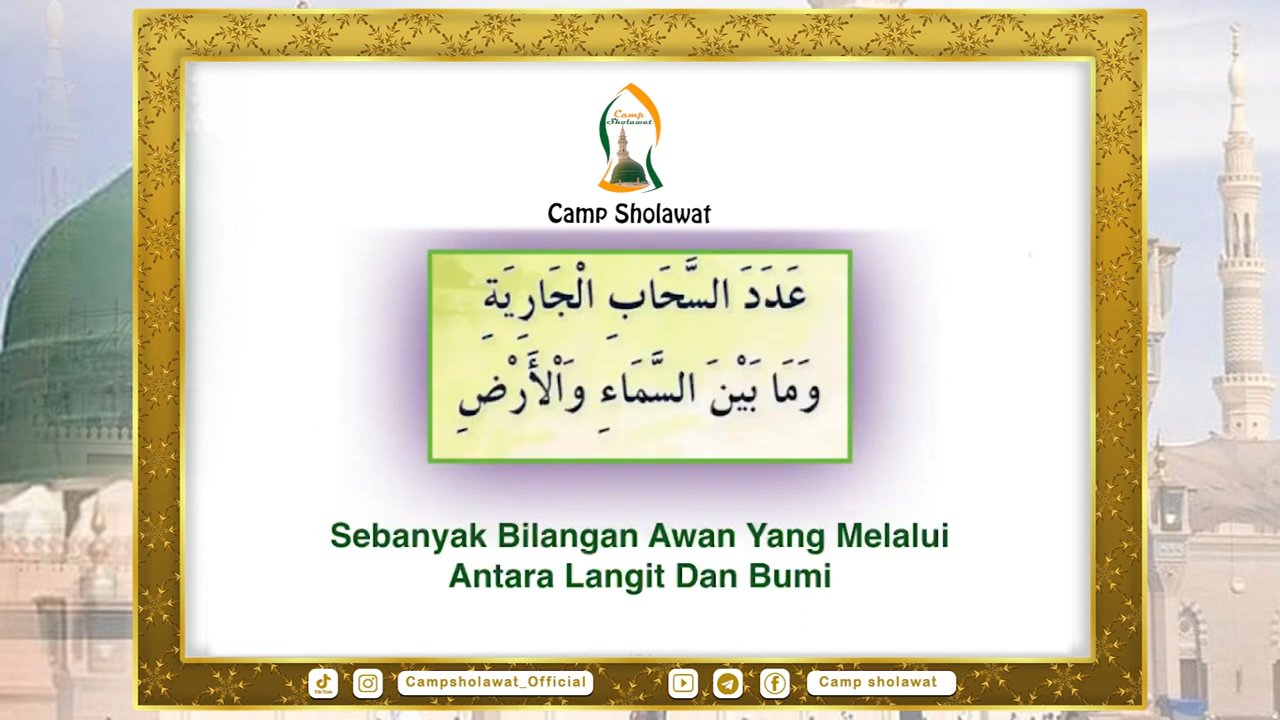 Camp
Sholawat
Camp Sholawat
عَدَدَ السَّحَابِ الْجَارِيَةِ
وَمَا بَيْنَ السَّمَاءِ وَالْأَرْضِ
Sebanyak Bilangan Awan Yang Melalui
Antara Langit Dan Bumi
TikTok
Campsholawat_Official
Camp sholawat